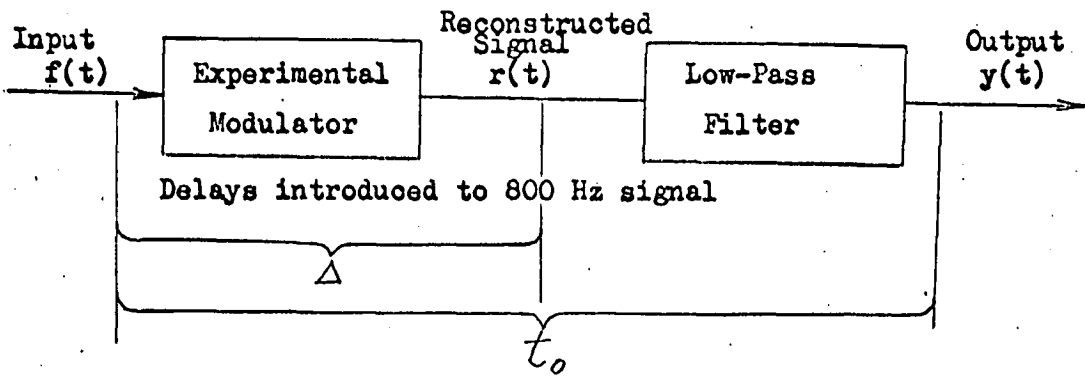 Input
f(t)
Experimental
Modulator
Reconstructed
Signal
r(t)
Low-Pass
Filter
Output
y(t)
Delays introduced to 800 Hz signal
Δ
t₀